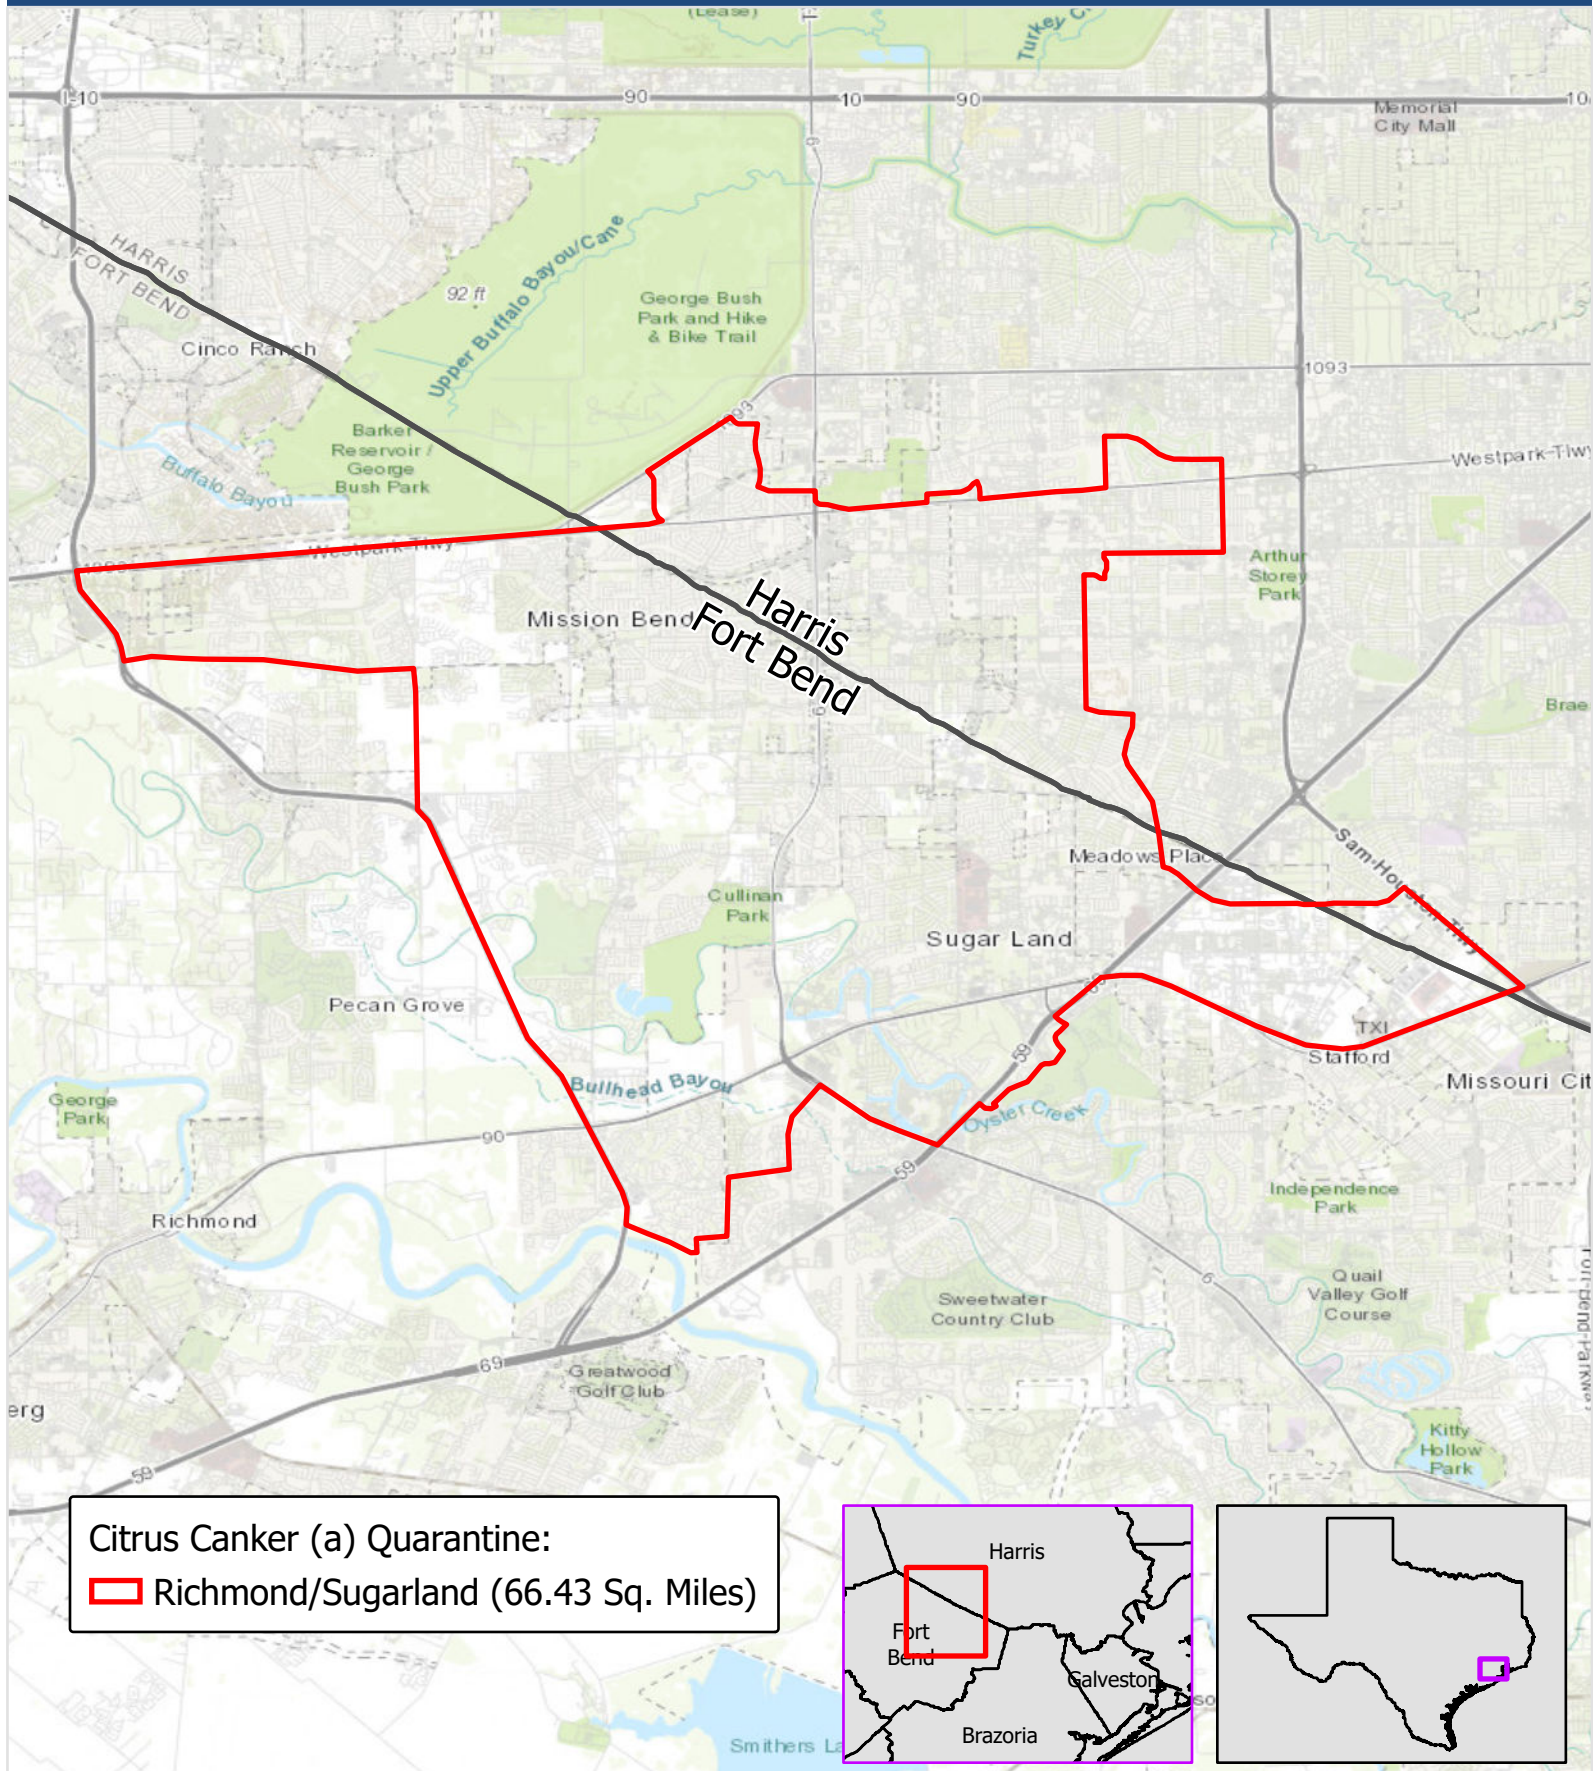 (Lease)
Turkey C
I-10
90
10
90
10
Memorial
City Mall
6
HARRIS
FORT BEND
92 ft
Upper Buffalo Bayou/Cane
George Bush
Park and Hike
& Bike Trail
Cinco Ranch
1093
1093
Barker
Reservoir /
George
Bush Park
Buffalo Bayou
Westpark-Tlwy
Westpark-Tlwy
1093
Arthur
Storey
Park
Mission Bend
Harris
Fort Bend
6
Brae
Meadows Place
Sam-Houston-Tlwy
Cullinan
Park
Sugar Land
Pecan Grove
59
TXI
Stafford
Missouri Cit
Bullhead Bayou
Oyster Creek
George
Park
90
59
Independence
Park
Richmond
6
Quail
Valley Golf
Course
Sweetwater
Country Club
69
Greatwood
Golf Club
erg
Kitty
Hollow
Park
59
Citrus Canker (a) Quarantine:
Richmond/Sugarland (66.43 Sq. Miles)
Smithers La
Harris
Fort
Bend
Galveston
Brazoria
so